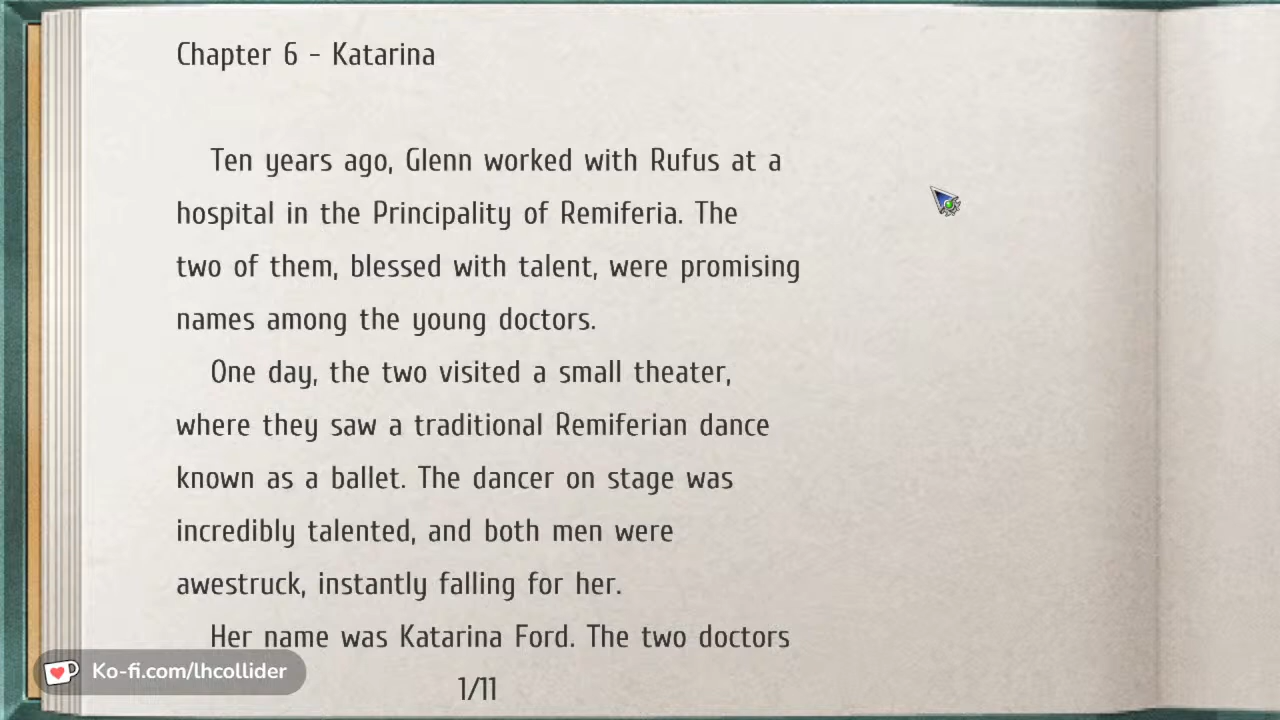 Chapter 6 - Katarina
Ten years ago, Glenn worked with Rufus at a
hospital in the Principality of Remiferia. The
two of them, blessed with talent, were promising
names among the young doctors.
One day, the two visited a small theater,
where they saw a traditional Remiferian dance
known as a ballet. The dancer on stage was
incredibly talented, and both men were
awestruck, instantly falling for her.
Her name was Katarina Ford. The two doctors
Ko-fi.com/lhcollider
1/11